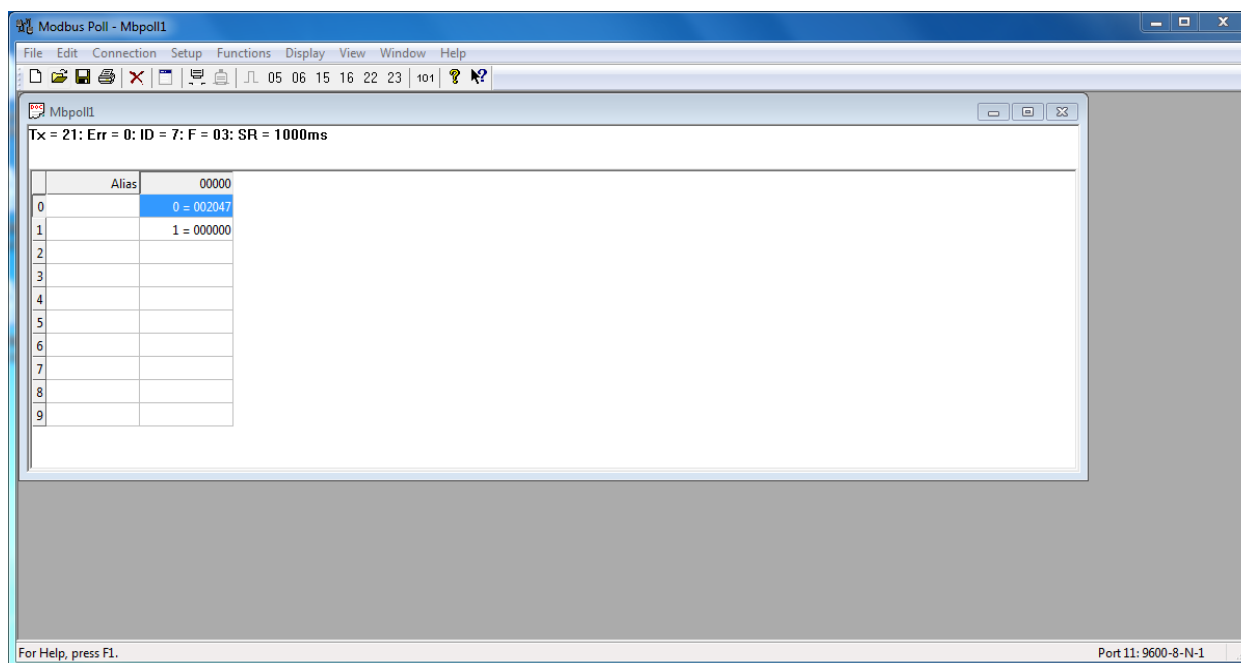 Modbus Poll - Mbpoll1
File Edit Connection Setup Functions Display View Window Help
05 06 15 16 22 23 101
Mbpoll1
Tx = 21: Err = 0: ID = 7: F = 03: SR = 1000ms
Alias 00000
0 0 = 002047
1 1 = 000000
2
3
4
5
6
7
8
9
For Help, press F1. Port 11: 9600-8-N-1